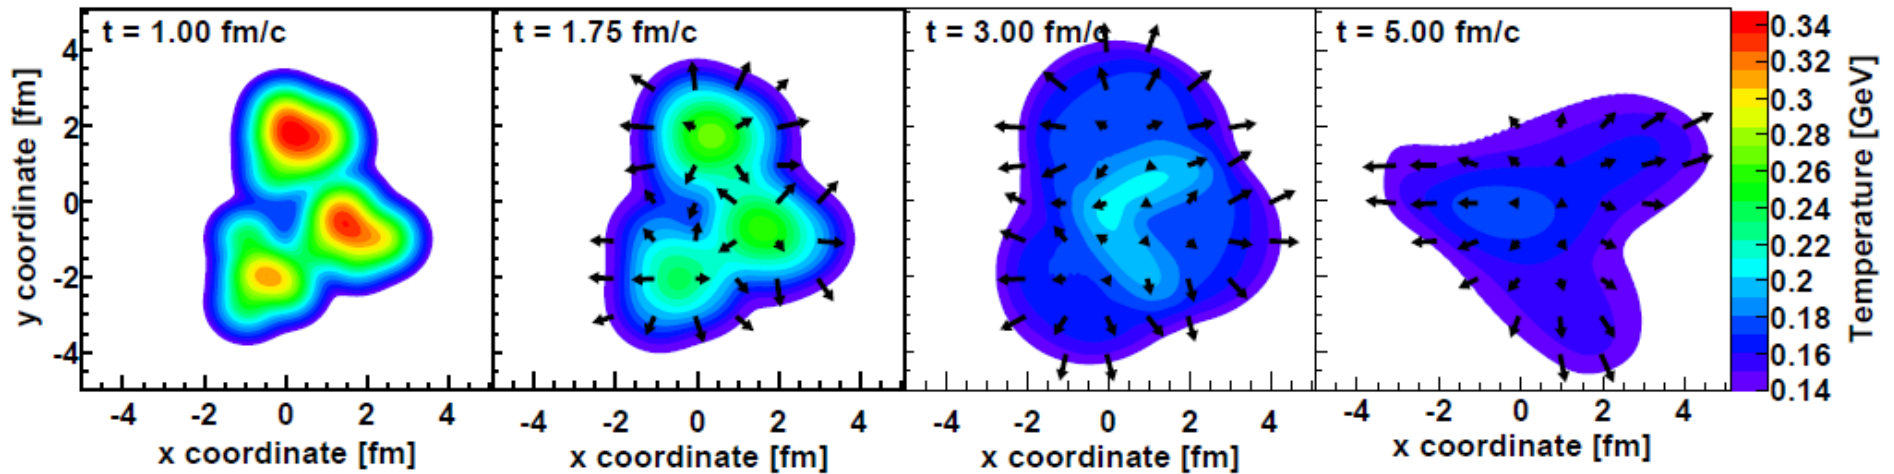 t = 1.00 fm/c
t = 1.75 fm/c
t = 3.00 fm/c
t = 5.00 fm/c
y coordinate [fm]
4
2
0
-2
-4
-4 -2 0 2 4
x coordinate [fm]
-4 -2 0 2 4
x coordinate [fm]
-4 -2 0 2 4
x coordinate [fm]
-4 -2 0 2 4
x coordinate [fm]
0.34
0.32
0.3
0.28
0.26
0.24
0.22
0.2
0.18
0.16
0.14
Temperature [GeV]